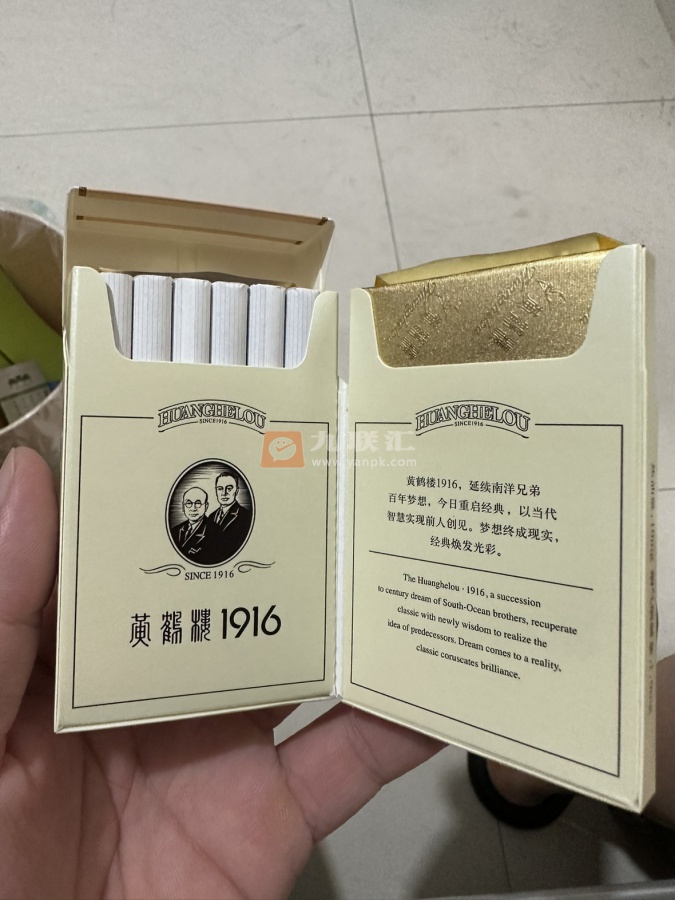 HUANGHELOU
SINCE1916
SINCE 1916
黄鹤楼1916
HUANGHELOU
SINCE1916
黄鹤楼1916，延续南洋兄弟
百年梦想，今日重启经典，以当代
智慧实现前人创见。梦想终成现实，
经典焕发光彩。
The Huanghelou · 1916, a succession
to century dream of South-Ocean brothers, recuperate
classic with newly wisdom to realize the
idea of predecessors. Dream comes to a reality,
classic coruscates brilliance.
九联汇
www.yanpk.com